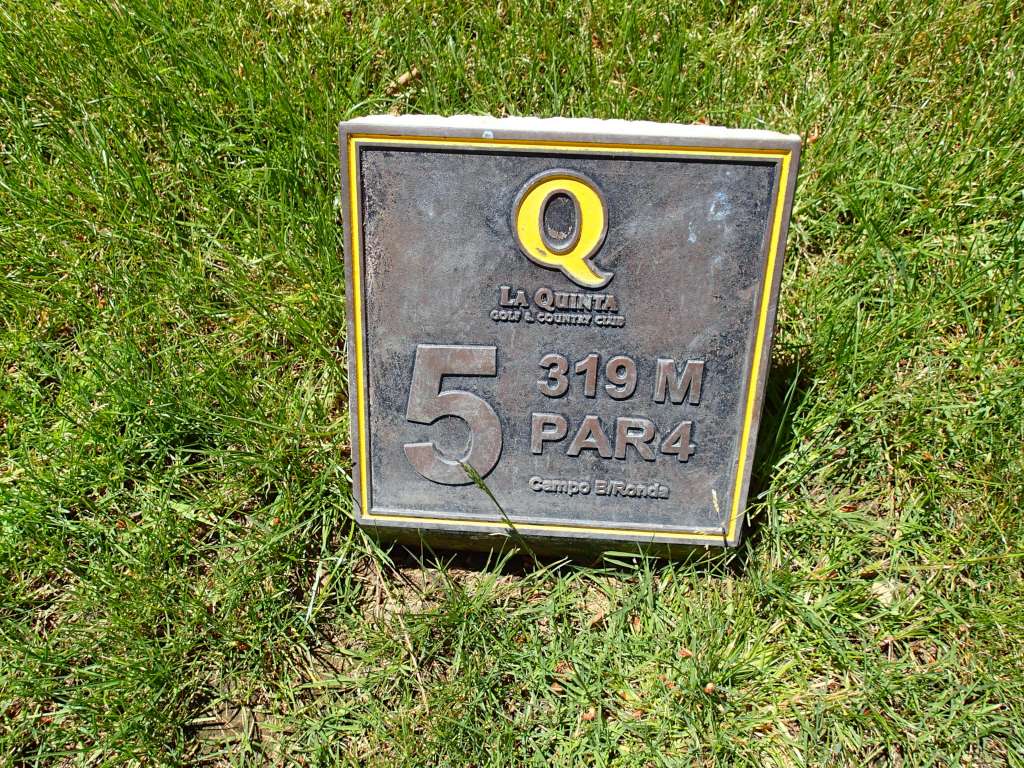 Q
LA QUINTA
GOLF & COUNTRY CLUB
5
319 M
PAR4
Campo B/Ronda